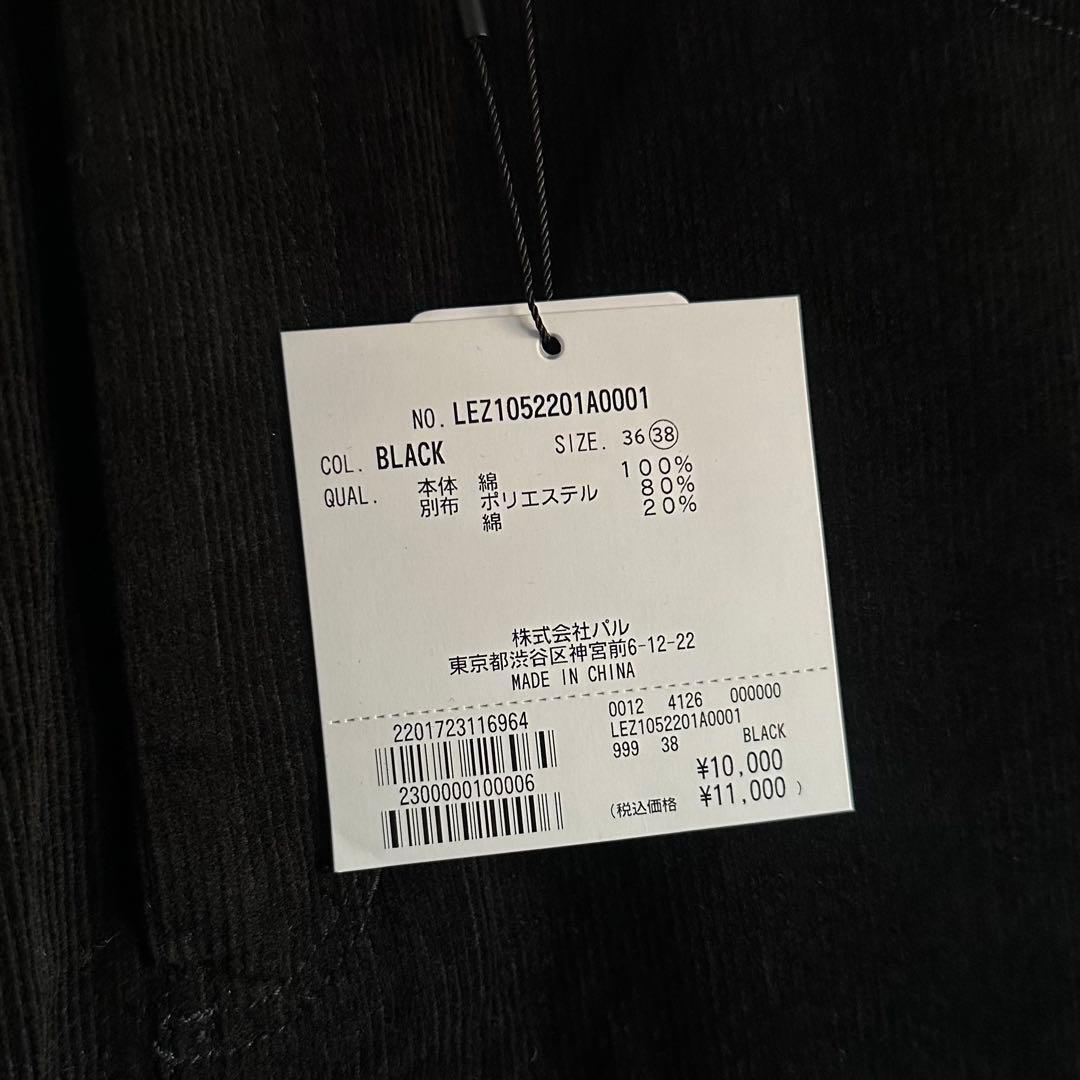 NO. LEZ1052201A0001
COL. BLACK SIZE. 36 38
QUAL. 本体 綿 100%
別布 ポリエステル 80%
綿 20%
株式会社パル
東京都渋谷区神宮前6-12-22
MADE IN CHINA
2201723116964
2300000100006
0012 4126 000000
LEZ1052201A0001
999 38 BLACK
¥10,000
(税込価格 ¥11,000 )